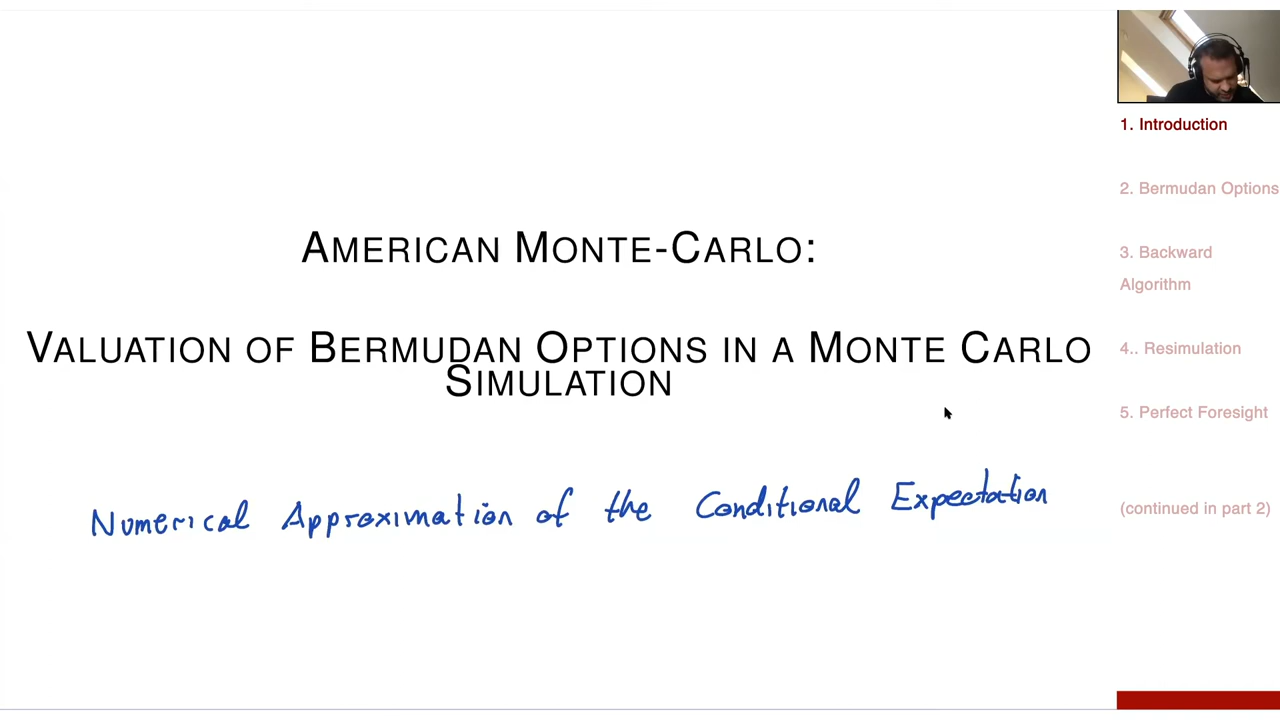 AMERICAN MONTE-CARLO:
VALUATION OF BERMUDAN OPTIONS IN A MONTE CARLO
SIMULATION
Numerical Approximation of the Conditional Expectation
1. Introduction
2. Bermudan Options
3. Backward
Algorithm
4.. Resimulation
5. Perfect Foresight
(continued in part 2)